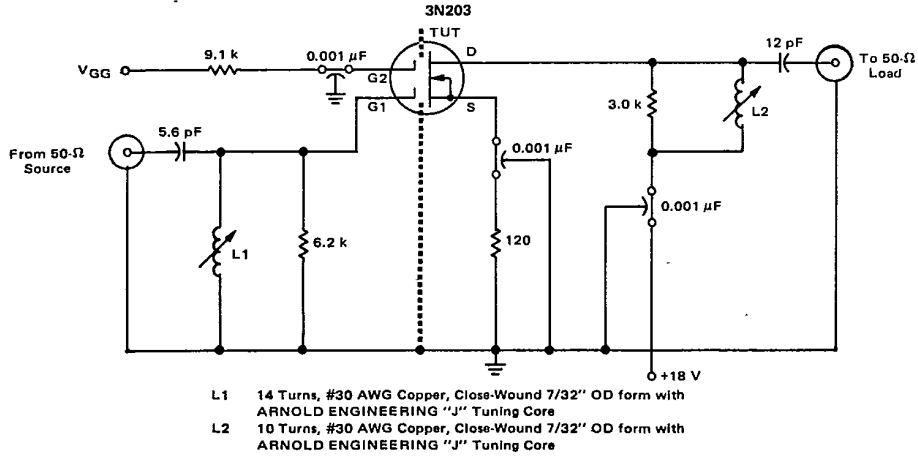 3N203
TUT
D
9.1 k
0.001 μF
12 pF
VGG
G2
To 50-Ω
Load
G1
S
3.0 k
L2
5.6 pF
From 50-Ω
Source
0.001 μF
0.001 μF
L1
6.2 k
120
+18 V
L1 14 Turns, #30 AWG Copper, Close-Wound 7/32" OD form with
ARNOLD ENGINEERING "J" Tuning Core
L2 10 Turns, #30 AWG Copper, Close-Wound 7/32" OD form with
ARNOLD ENGINEERING "J" Tuning Core